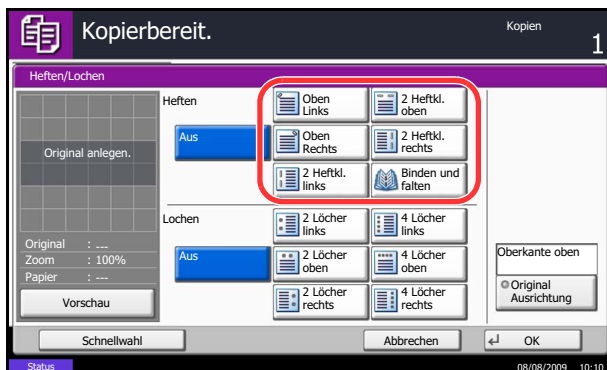 Kopierbereit.
Kopien
1
Heften/Lochen
Original anlegen.
Original : ---
Zoom : 100%
Papier : ---
Vorschau
Heften
Aus
Oben
Links
2 Heftkl.
oben
Oben
Rechts
2 Heftkl.
rechts
2 Heftkl.
links
Binden und
falten
Lochen
Aus
2 Löcher
links
4 Löcher
links
2 Löcher
oben
4 Löcher
oben
2 Löcher
rechts
4 Löcher
rechts
Oberkante oben
Original
Ausrichtung
Schnellwahl
Abbrechen
OK
Status
08/08/2009 10:10